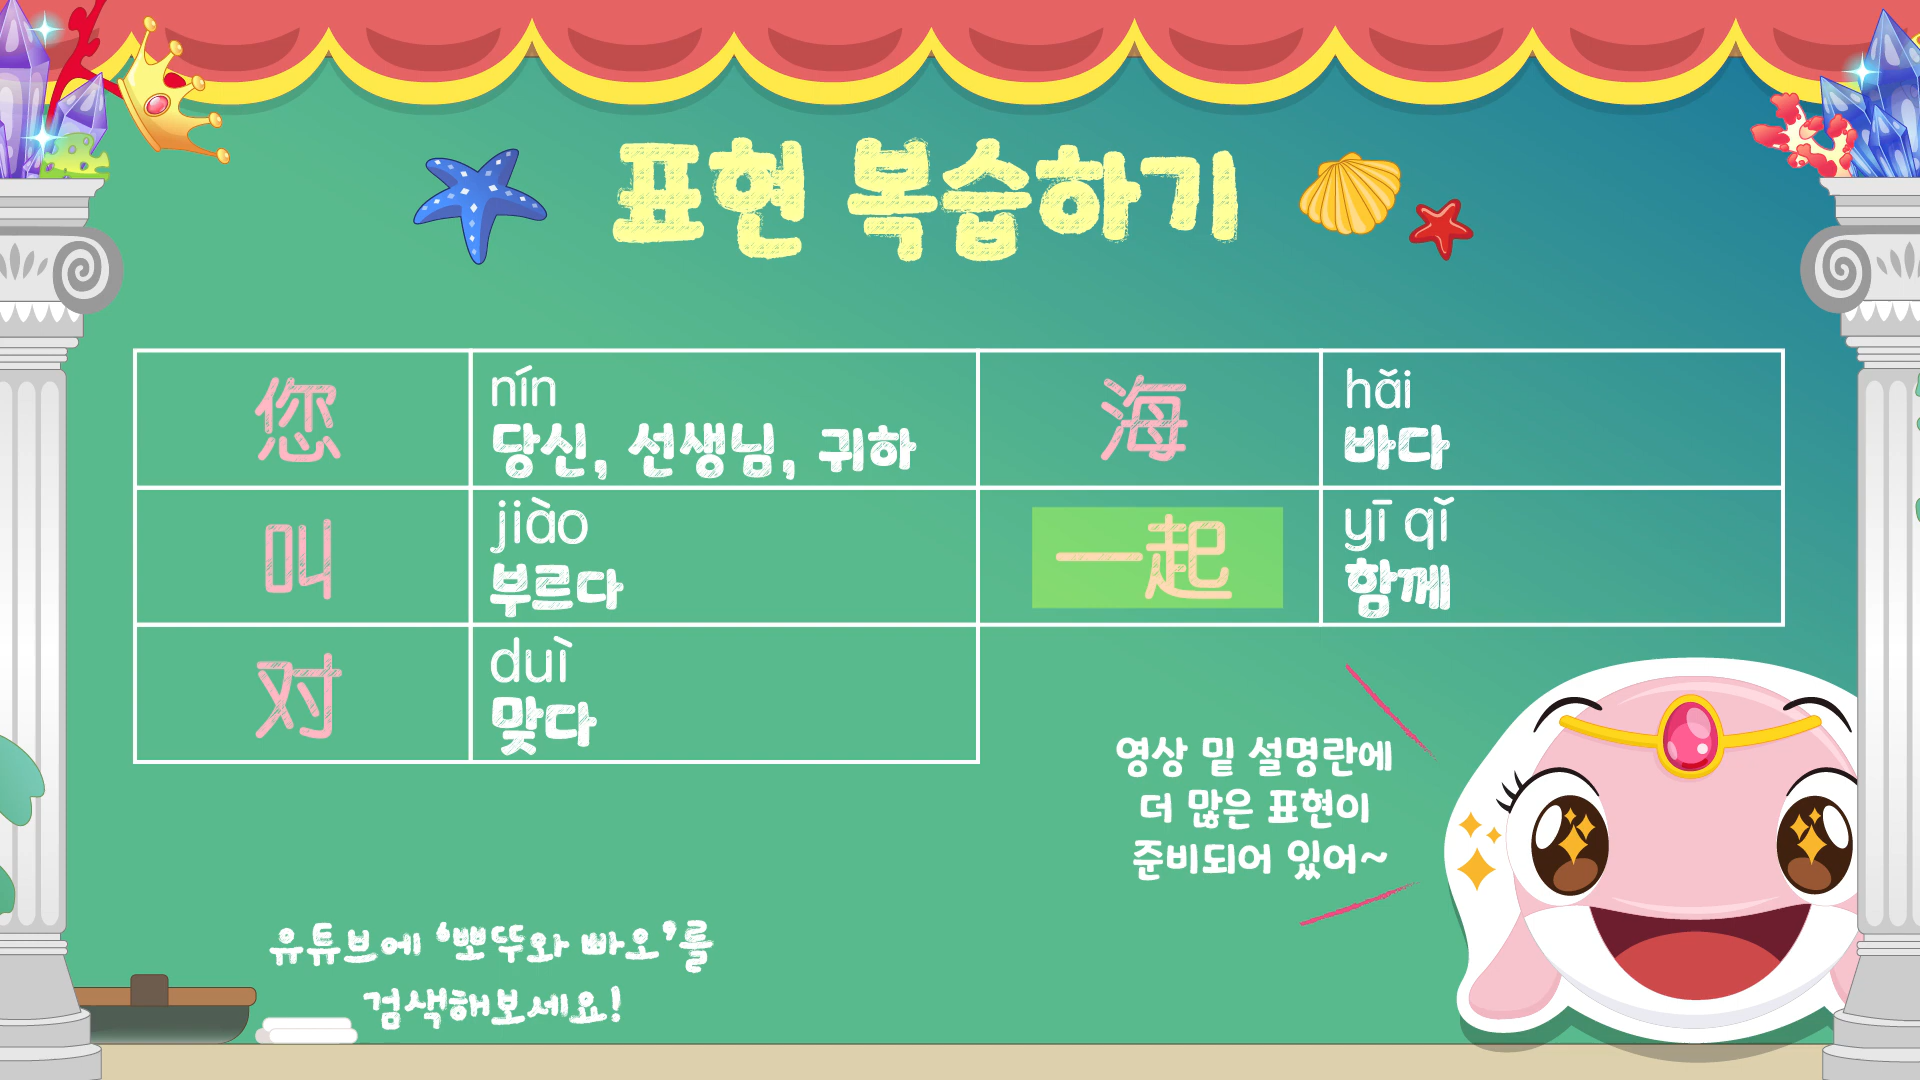 표현 복습하기
您
nín
당신, 선생님, 귀하
海
hǎi
바다
叫
jiào
부르다
一起
yī qǐ
함께
对
duì
맞다
영상 밑 설명란에
더 많은 표현이
준비되어 있어~
유튜브에 ‘뽀뚜와 빠오’를
검색해보세요!